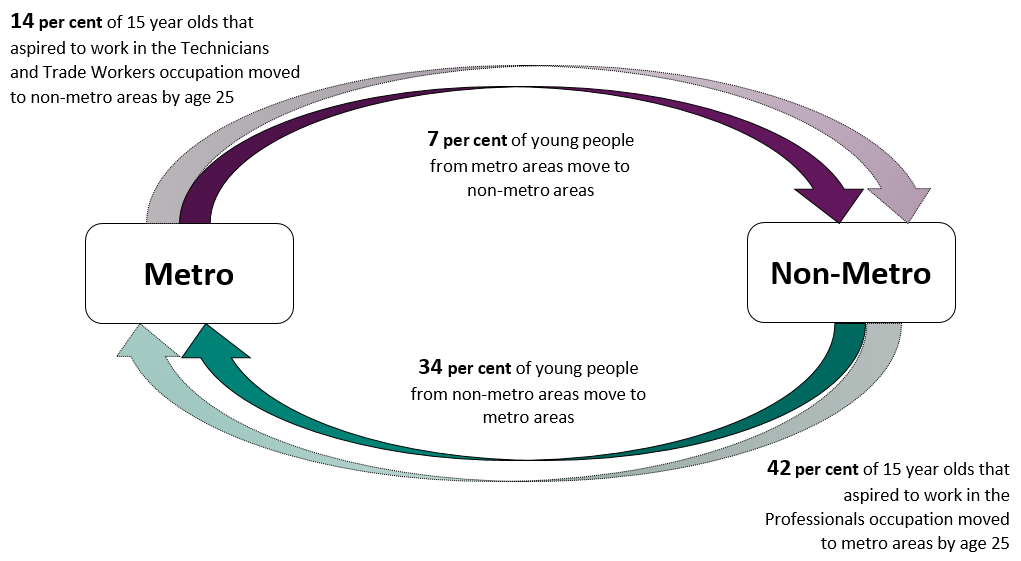 14 per cent of 15 year olds that
aspired to work in the Technicians
and Trade Workers occupation moved
to non-metro areas by age 25
7 per cent of young people
from metro areas move to
non-metro areas
Metro
Non-Metro
34 per cent of young people
from non-metro areas move to
metro areas
42 per cent of 15 year olds that
aspired to work in the
Professionals occupation moved
to metro areas by age 25